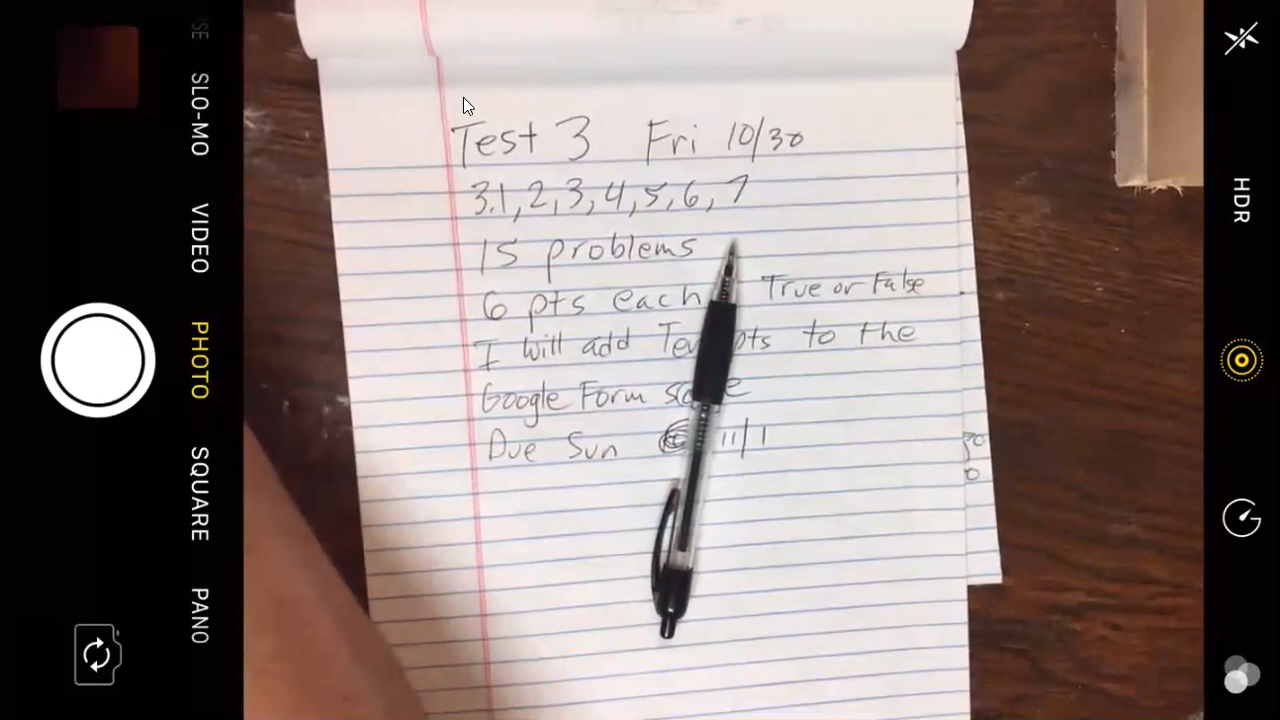 Test 3 Fri 10/30
3.1, 2, 3, 4, 5, 6, 7
15 problems
6 pts each True or False
I will add pts to the
Google Form
Due Sun 11/1
30
0
SLO-MO
VIDEO
PHOTO
SQUARE
PANO
HDR